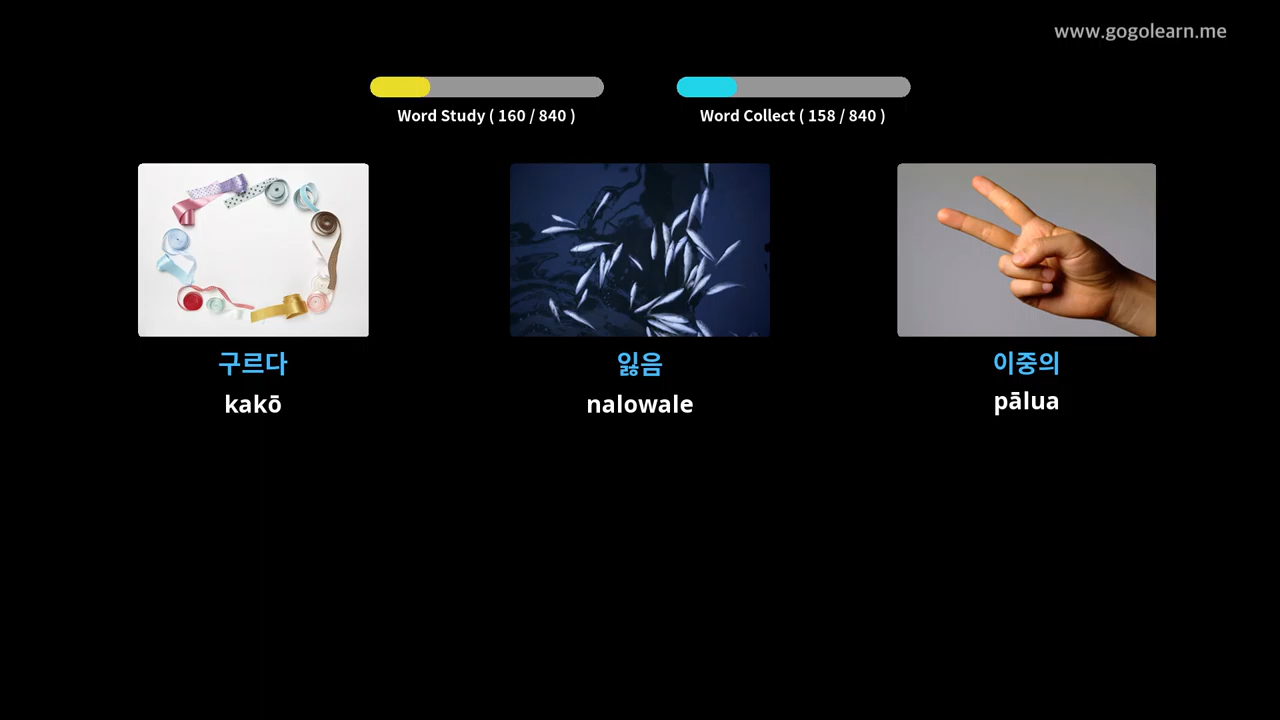 www.gogolearn.me
Word Study ( 160 / 840 )
Word Collect ( 158 / 840 )
구르다
kakō
잃음
nalowale
이중의
pālua